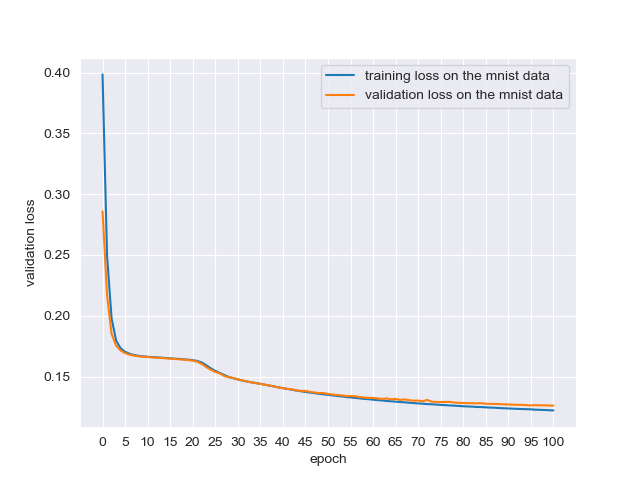 training loss on the mnist data
validation loss on the mnist data
0.40
0.35
0.30
0.25
0.20
0.15
validation loss
0 5 10 15 20 25 30 35 40 45 50 55 60 65 70 75 80 85 90 95 100
epoch